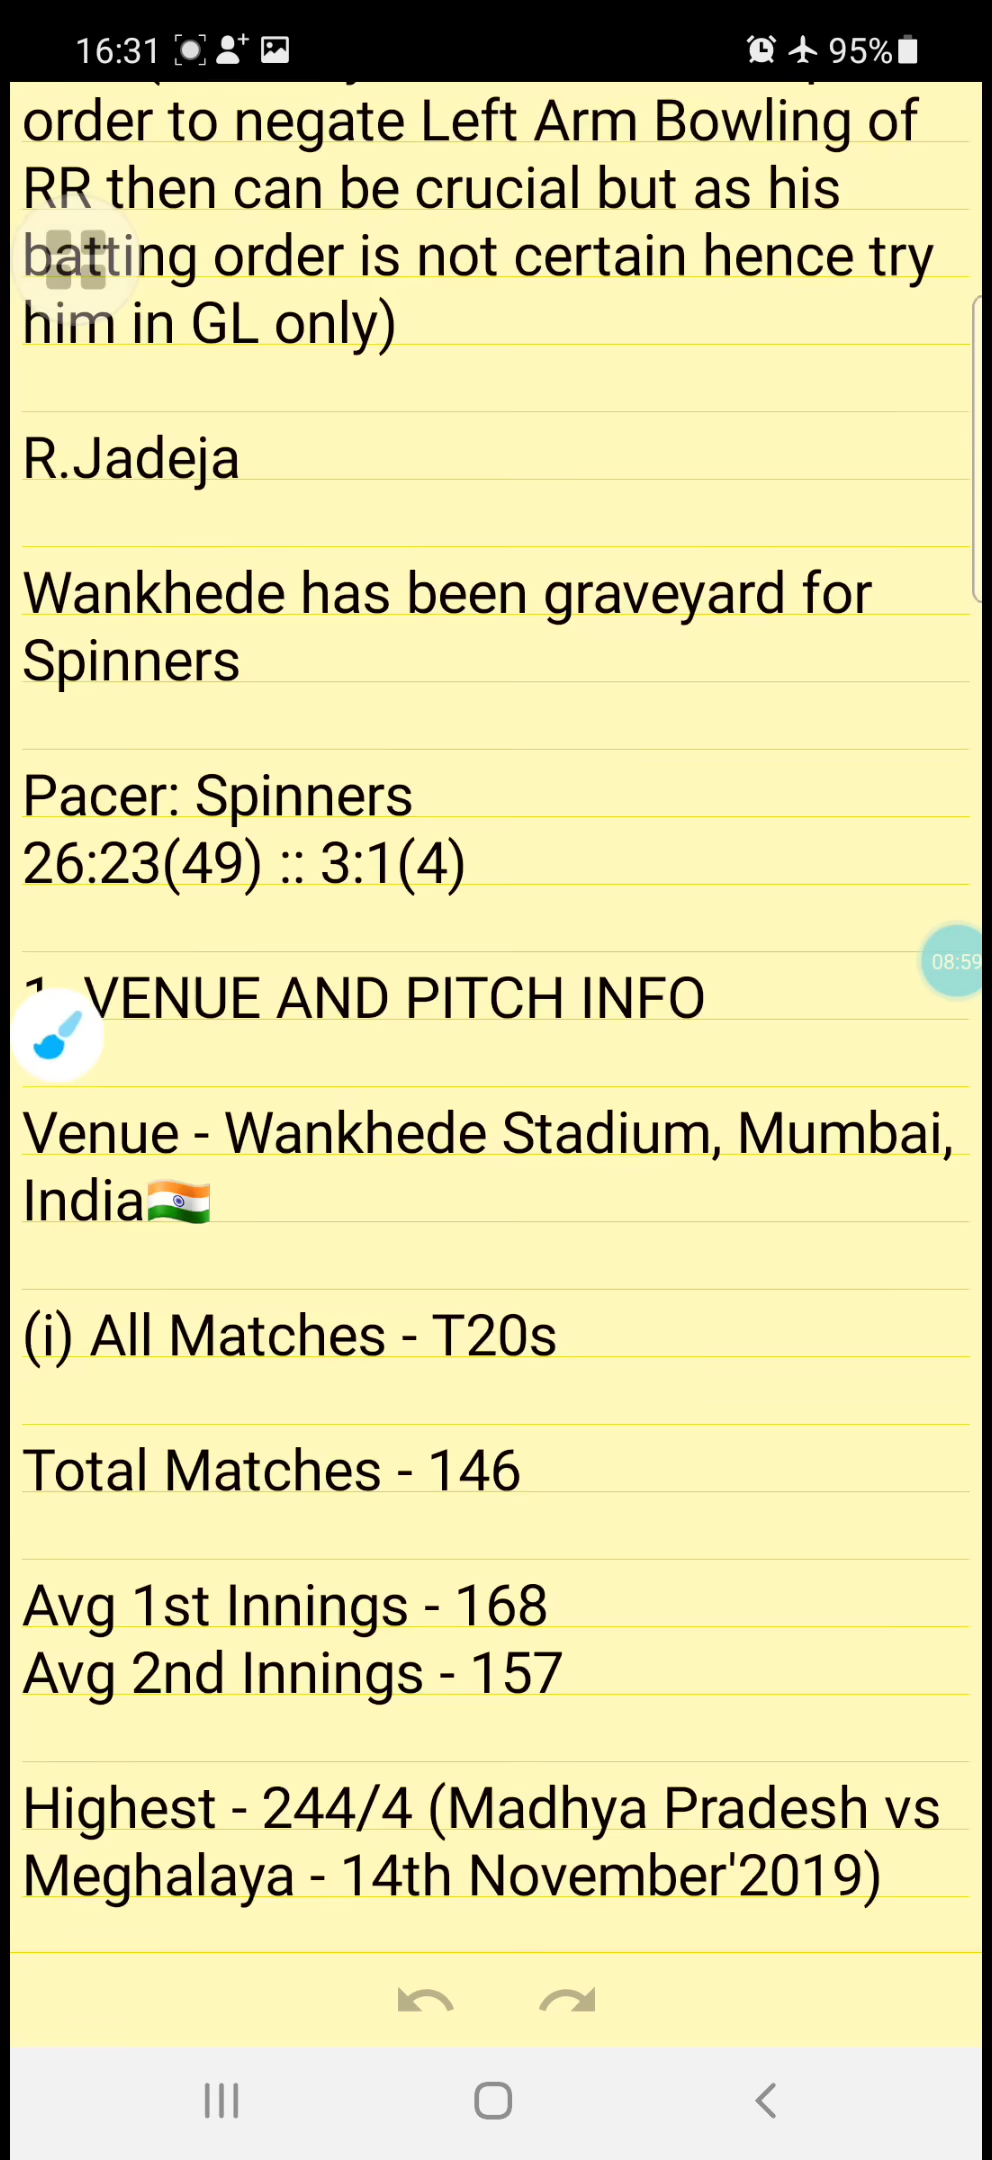 16:31
95%
order to negate Left Arm Bowling of
RR then can be crucial but as his
batting order is not certain hence try
him in GL only)
R.Jadeja
Wankhede has been graveyard for
Spinners
Pacer: Spinners
26:23(49) :: 3:1(4)
08:59
1. VENUE AND PITCH INFO
Venue - Wankhede Stadium, Mumbai,
India🇮🇳
(i) All Matches - T20s
Total Matches - 146
Avg 1st Innings - 168
Avg 2nd Innings - 157
Highest - 244/4 (Madhya Pradesh vs
Meghalaya - 14th November'2019)